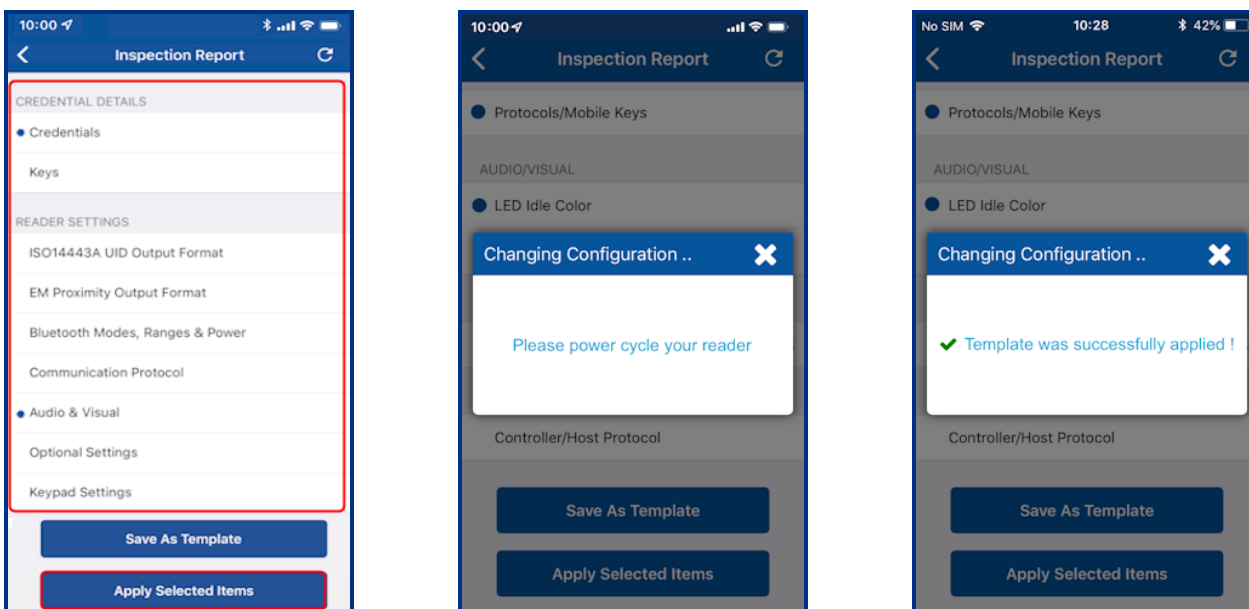 10:00
Inspection Report
CREDENTIAL DETAILS
Credentials
Keys
READER SETTINGS
ISO14443A UID Output Format
EM Proximity Output Format
Bluetooth Modes, Ranges & Power
Communication Protocol
Audio & Visual
Optional Settings
Keypad Settings
Save As Template
Apply Selected Items
10:00
Inspection Report
Protocols/Mobile Keys
AUDIO/VISUAL
LED Idle Color
Changing Configuration ..
Please power cycle your reader
Controller/Host Protocol
Save As Template
Apply Selected Items
No SIM 10:28 42%
Inspection Report
Protocols/Mobile Keys
AUDIO/VISUAL
LED Idle Color
Changing Configuration ..
Template was successfully applied !
Controller/Host Protocol
Save As Template
Apply Selected Items